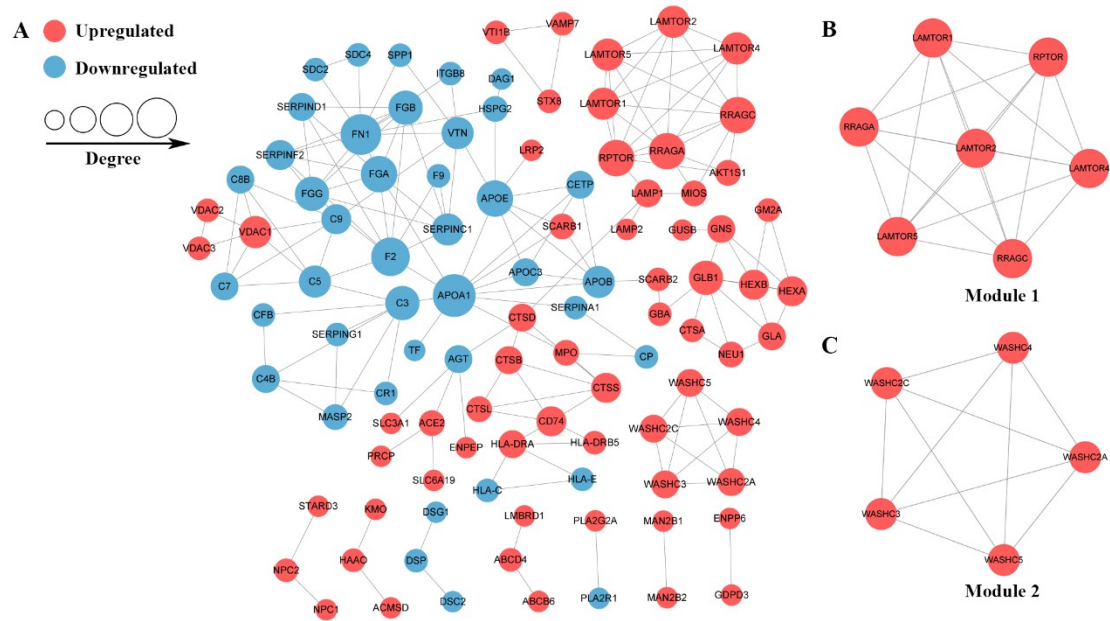 A
Upregulated
Downregulated
Degree
VTI1B
VAMP7
STX8
LAMTOR2
LAMTOR5
LAMTOR4
LAMTOR1
RRAGC
RPTOR
RRAGA
AKT1S1
LAMP1
MIOS
LAMP2
SDC4
SPP1
SDC2
ITGB8
DAG1
SERPIND1
FGB
HSPG2
FN1
VTN
SERPINF2
LRP2
C8B
FGG
FGA
F9
APOE
CETP
VDAC2
C9
SERPINC1
SCARB1
VDAC1
VDAC3
F2
APOC3
APOB
C7
C5
APOA1
C3
SERPINA1
SCARB2
GBA
GM2A
GUSB
GNS
GLB1
HEXB
HEXA
CTSA
NEU1
GLA
CFB
SERPING1
TF
CTSD
MPO
CP
AGT
CTSB
CTSS
C4B
CR1
MASP2
CTSL
CD74
SLC3A1
ACE2
ENPEP
HLA-DRA
HLA-DRB5
PRCP
SLC6A19
HLA-C
HLA-E
WASHC5
WASHC2C
WASHC4
WASHC3
WASHC2A
STARD3
KMO
DSG1
LMBRD1
PLA2G2A
MAN2B1
ENPP6
NPC2
HAAO
DSP
ABCD4
NPC1
ACMSD
DSC2
ABCB6
PLA2R1
MAN2B2
GDPD3
B
LAMTOR1
RPTOR
RRAGA
LAMTOR2
LAMTOR4
LAMTOR5
RRAGC
Module 1
C
WASHC4
WASHC2C
WASHC2A
WASHC3
WASHC5
Module 2